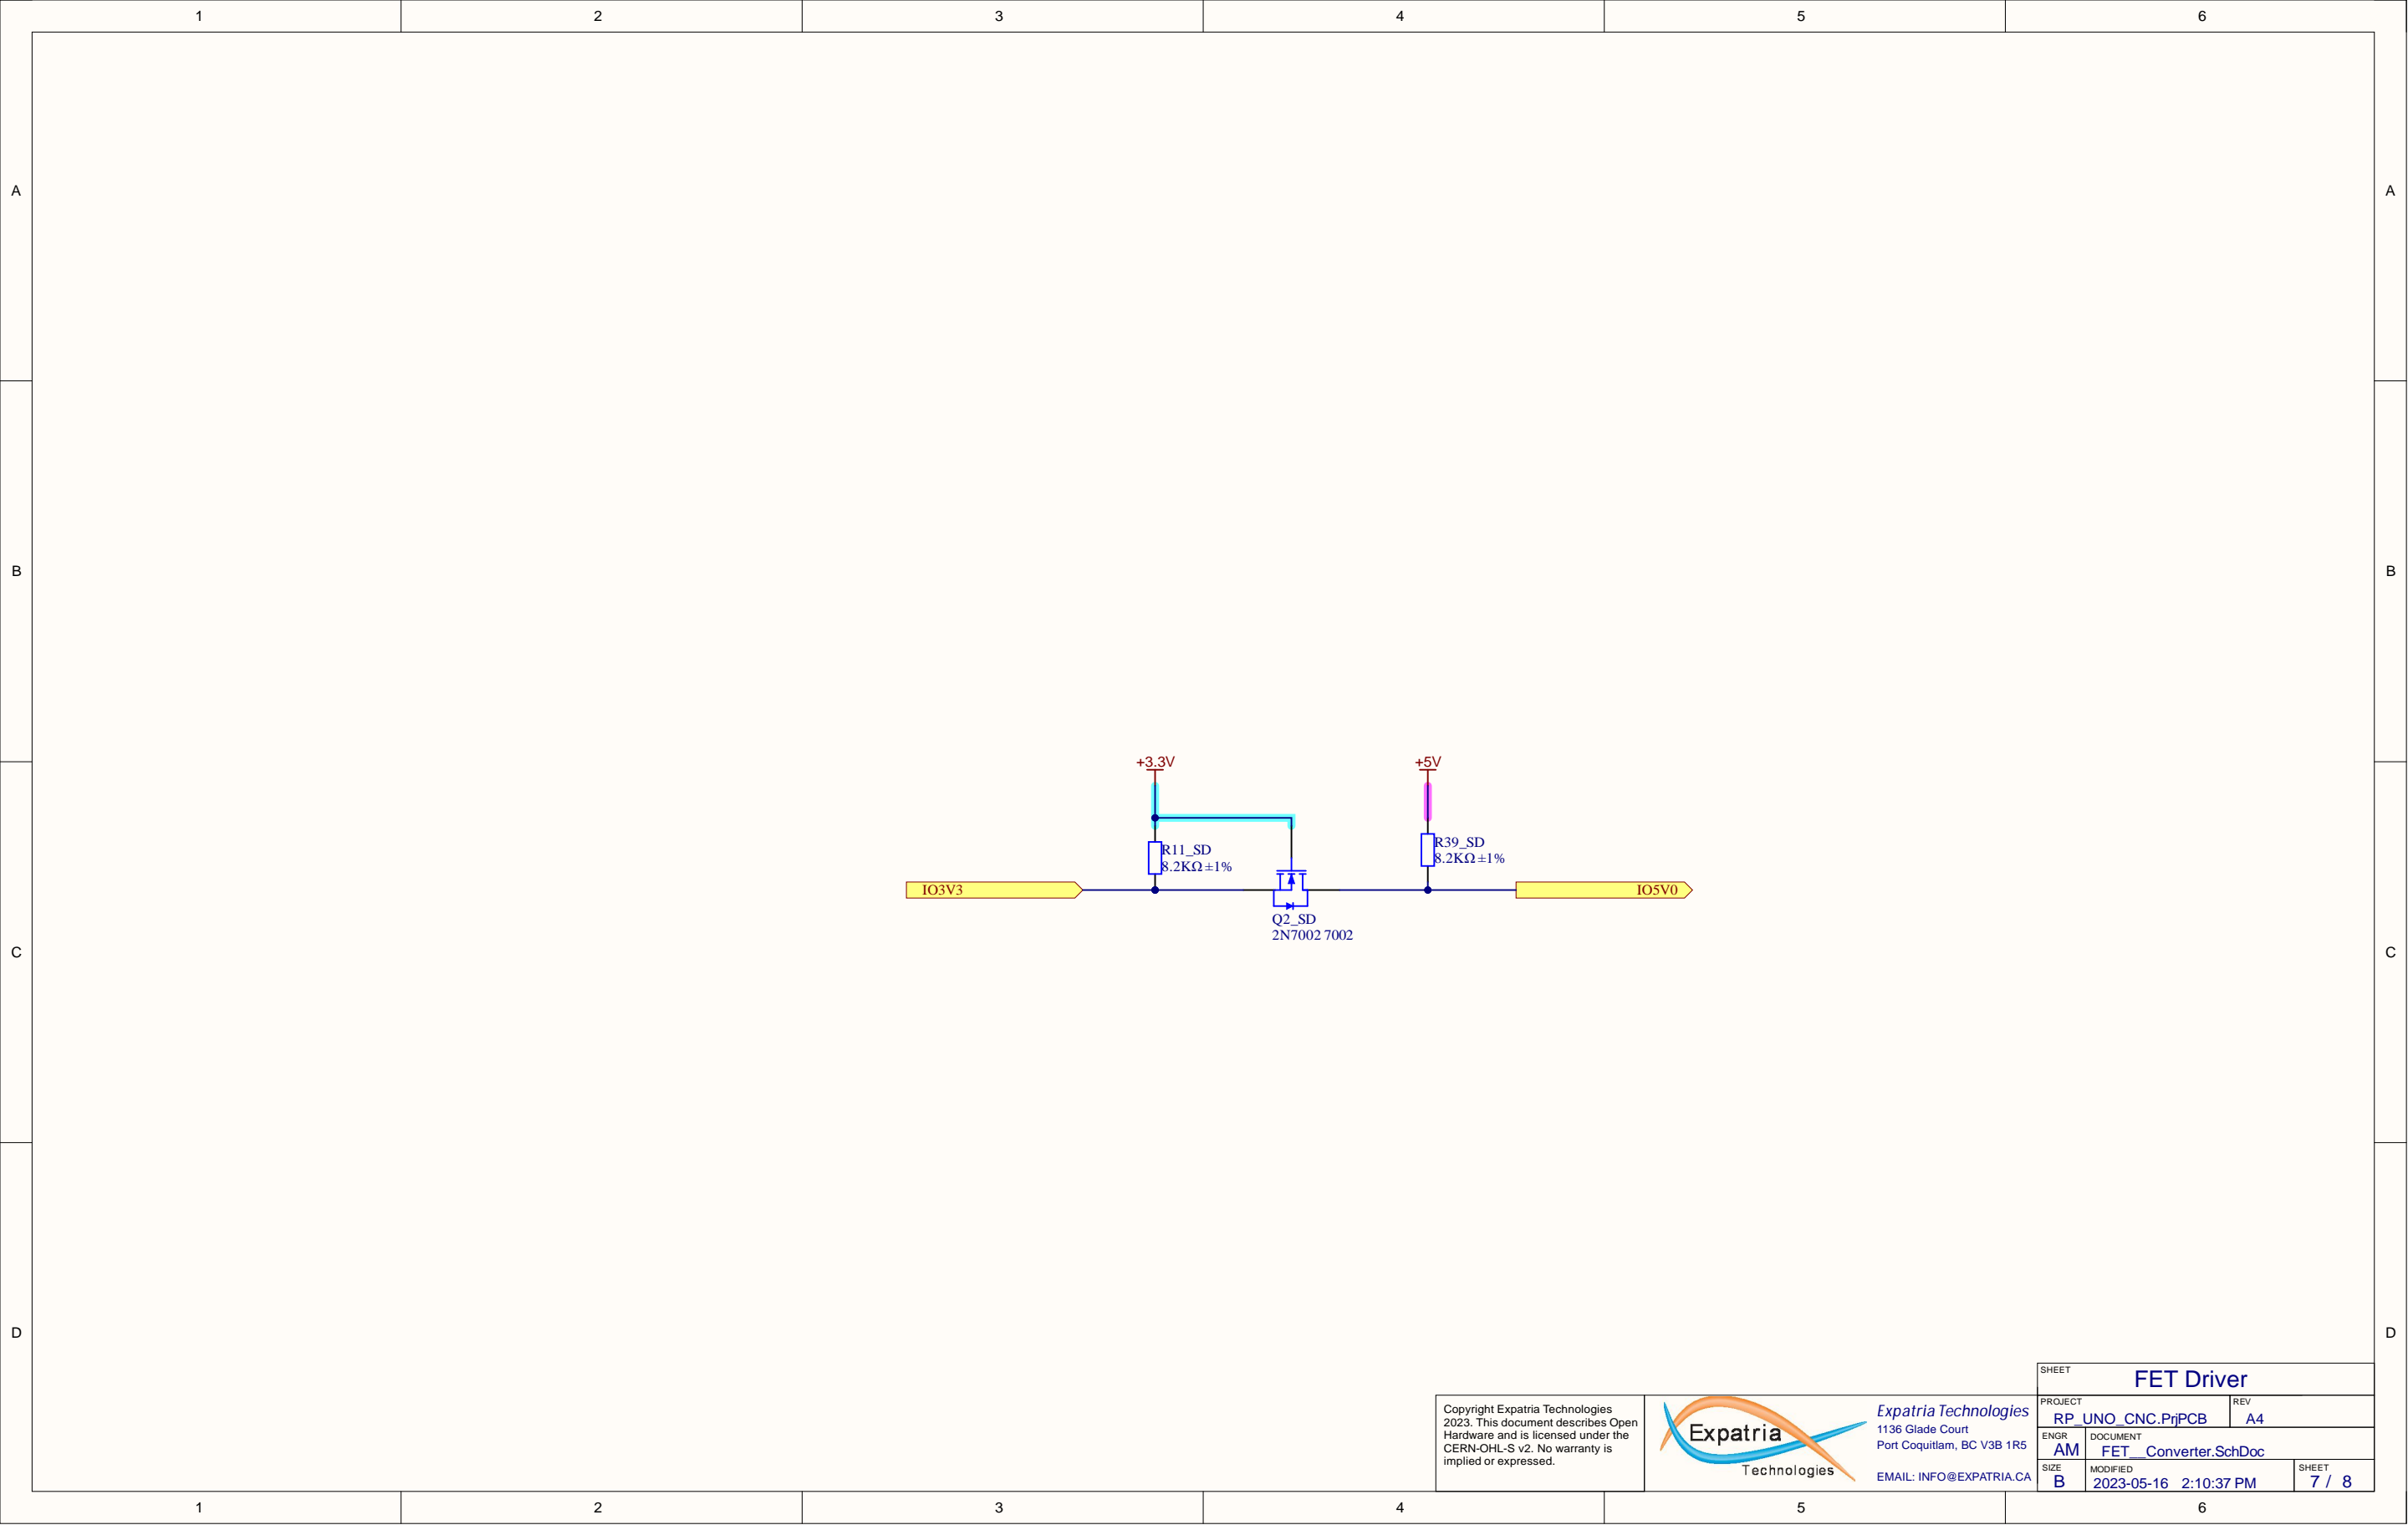 1 2 3 4 5 6
A A
B B
+3.3V +5V
R11_SD
8.2KΩ ±1%
R39_SD
8.2KΩ ±1%
IO3V3 IO5V0
Q2_SD
2N7002 7002
C C
D D
Copyright Expatria Technologies
2023. This document describes Open
Hardware and is licensed under the
CERN-OHL-S v2. No warranty is
implied or expressed.
Expatria
Technologies
Expatria Technologies
1136 Glade Court
Port Coquitlam, BC V3B 1R5
EMAIL: INFO@EXPATRIA.CA
SHEET
FET Driver
PROJECT REV
RP_UNO_CNC.PrjPCB A4
ENGR DOCUMENT
AM FET__Converter.SchDoc
SIZE MODIFIED SHEET
B 2023-05-16 2:10:37 PM 7 / 8
1 2 3 4 5 6